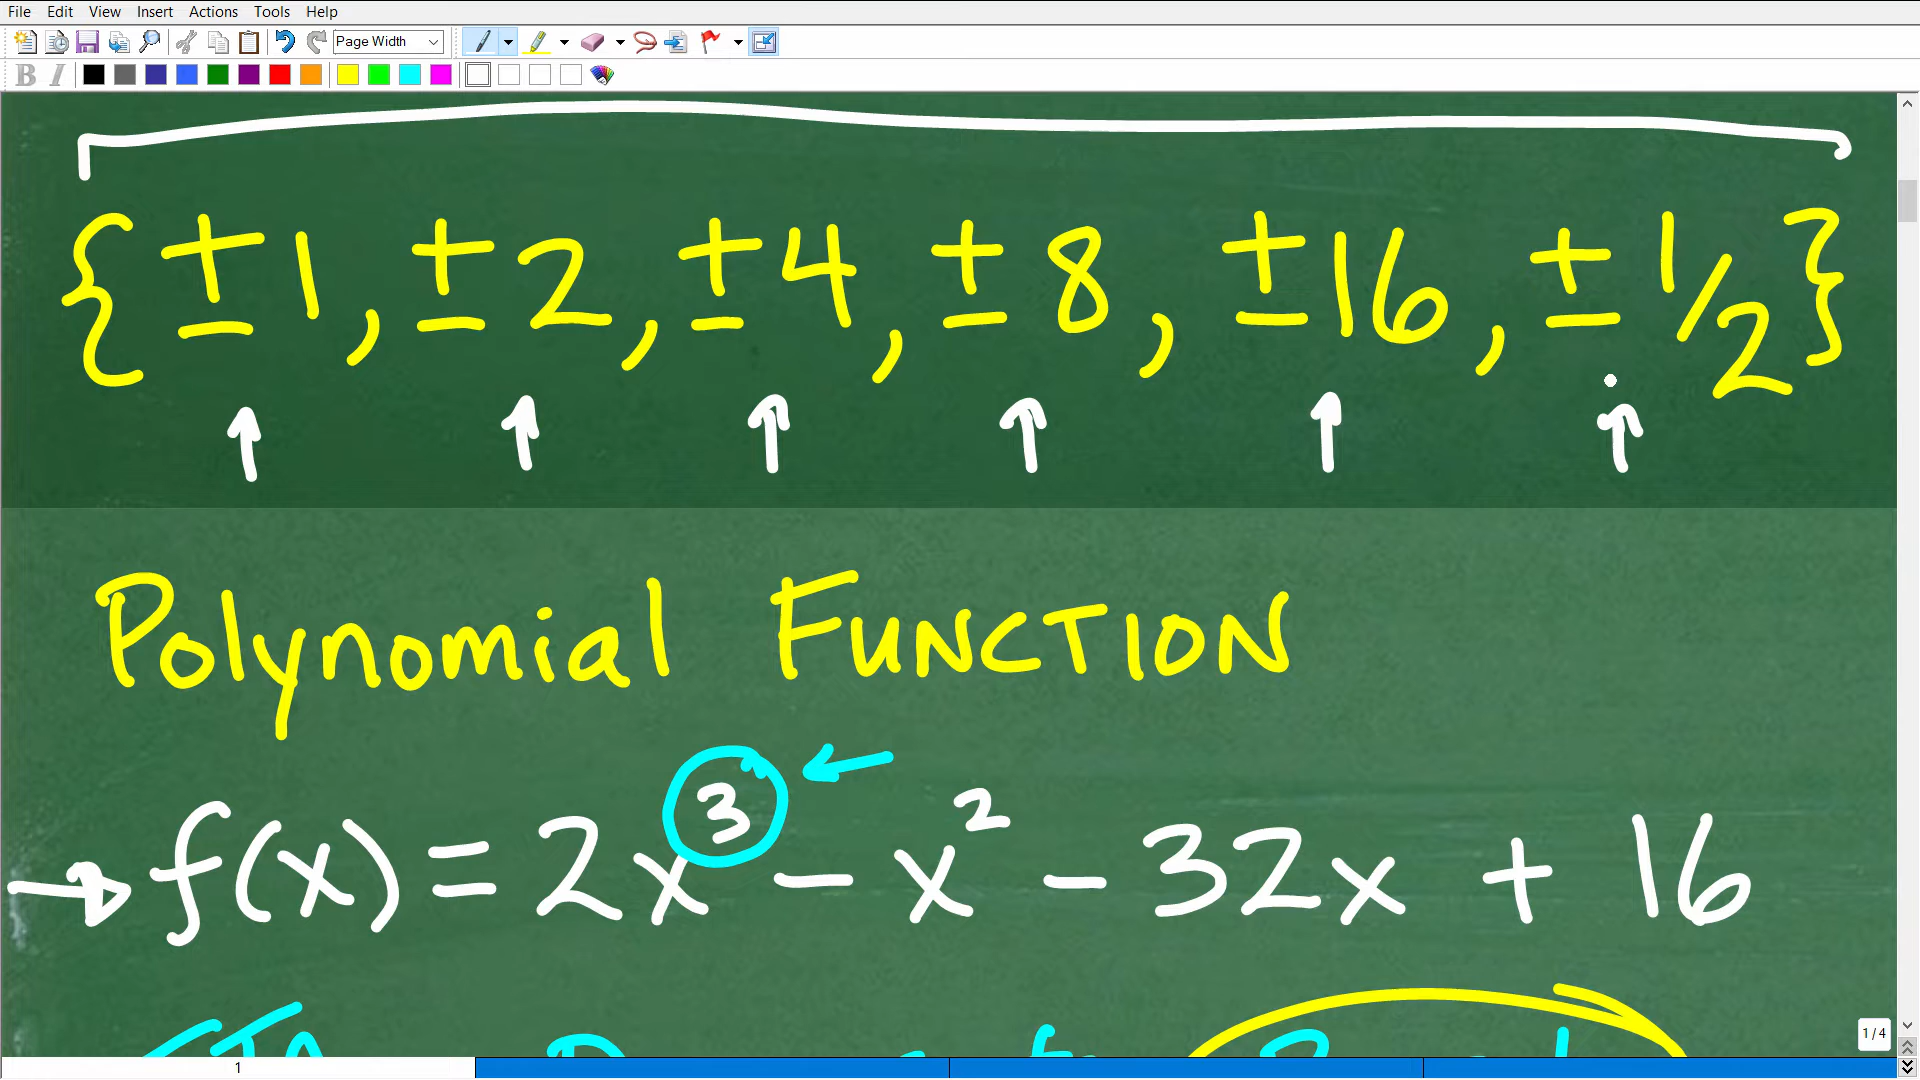 File Edit View Insert Actions Tools Help
Page Width
B I
{±1, ±2, ±4, ±8, ±16, ±1/2}
Polynomial FUNCTION
f(x) = 2x³ - x² - 32x + 16
1 / 4
1